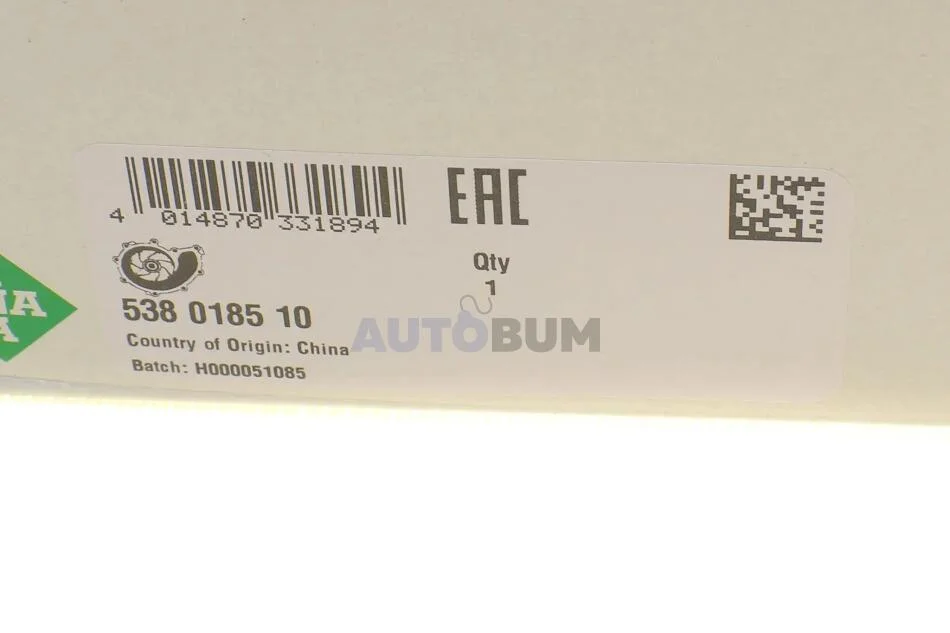 4 014870 331894
EAC
538 0185 10
Qty
1
Country of Origin: China
Batch: H000051085
AUTOBUM